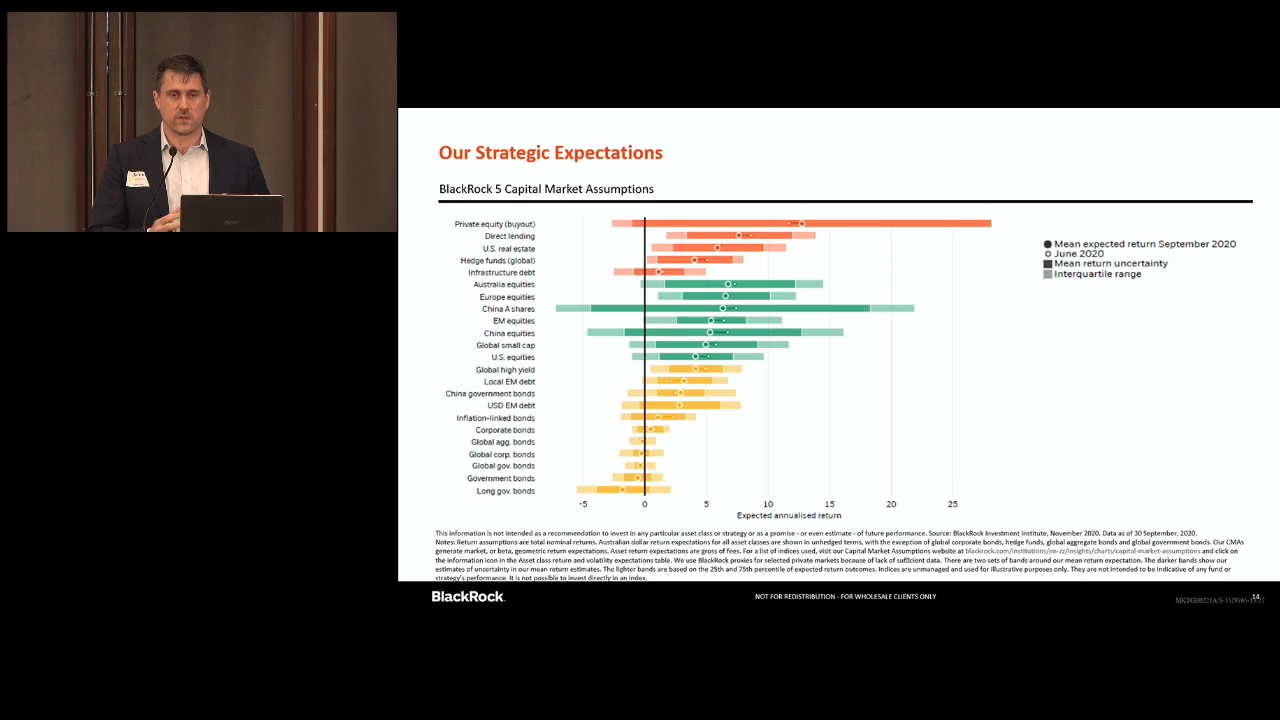 Our Strategic Expectations
BlackRock 5 Capital Market Assumptions
Private equity (buyout)
Direct lending
U.S. real estate
Hedge funds (global)
Infrastructure debt
Australia equities
Europe equities
China A shares
EM equities
China equities
Global small cap
U.S. equities
Global high yield
Local EM debt
China government bonds
USD EM debt
Inflation-linked bonds
Corporate bonds
Global agg. bonds
Global corp. bonds
Global gov. bonds
Government bonds
Long gov. bonds
-5 0 5 10 15 20 25
Expected annualised return
Mean expected return September 2020
June 2020
Mean return uncertainty
Interquartile range
This information is not intended as a recommendation to invest in any particular asset class or strategy or as a promise - or even estimate - of future performance. Source: BlackRock Investment Institute, November 2020. Data as of 30 September, 2020.
Notes: Return assumptions are total nominal returns. Australian dollar return expectations for all asset classes are shown in unhedged terms, with the exception of global corporate bonds, hedge funds, global aggregate bonds and global government bonds. Our CMAs
generate market, or beta, geometric return expectations. Asset return expectations are gross of fees. For a list of indices used, visit our Capital Market Assumptions website at blackrock.com/institutions/en-zz/insights/charts/capital-market-assumptions and click on
the information icon in the Asset class return and volatility expectations table. We use BlackRock proxies for selected private markets because of lack of sufficient data. There are two sets of bands around our mean return expectation. The darker bands show our
estimates of uncertainty in our mean return estimates. The lighter bands are based on the 25th and 75th percentile of expected return outcomes. Indices are unmanaged and used for illustrative purposes only. They are not intended to be indicative of any fund or
strategy's performance. It is not possible to invest directly in an index.
BlackRock.
NOT FOR REDISTRIBUTION - FOR WHOLESALE CLIENTS ONLY
14